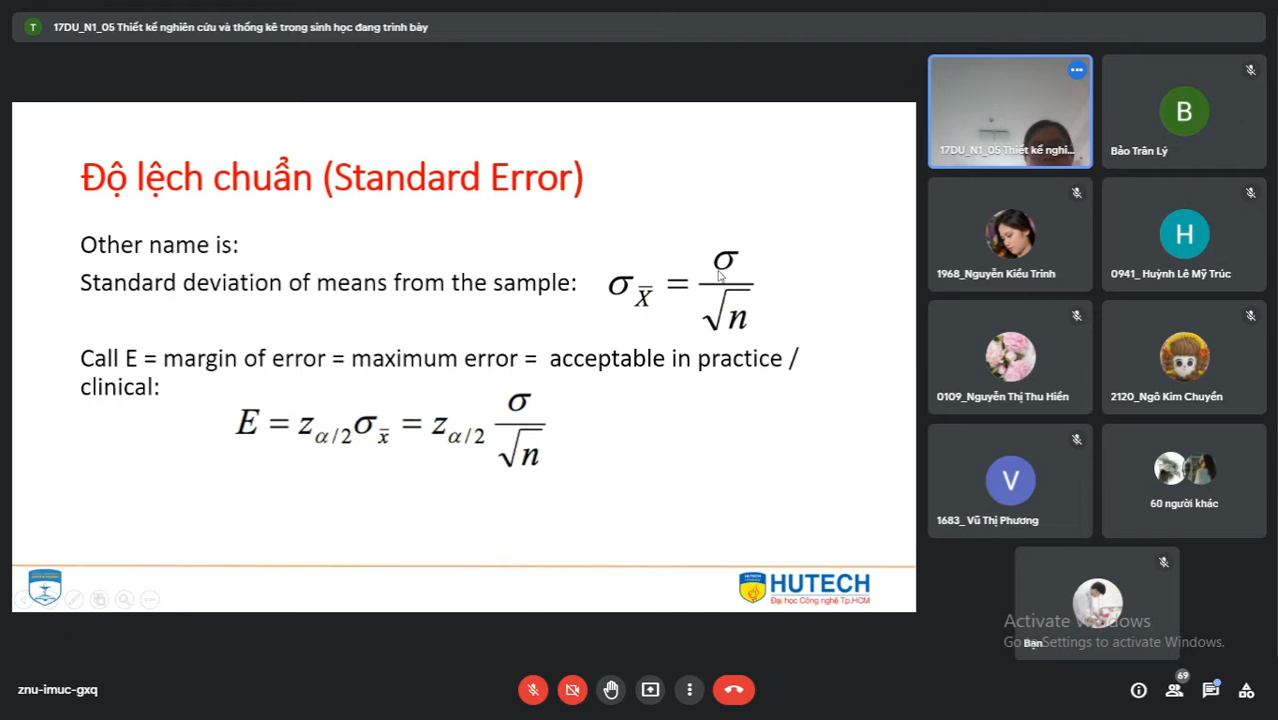 T
17DU_N1_05 Thiết kế nghiên cứu và thống kê trong sinh học đang trình bày
Độ lệch chuẩn (Standard Error)
Other name is:
Standard deviation of means from the sample: σ_X̄ = σ / √n
Call E = margin of error = maximum error = acceptable in practice /
clinical:
E = z_α/2 σ_x̄ = z_α/2 σ / √n
HUTECH
Đại học Công nghệ Tp.HCM
17DU_N1_05 Thiết kế nghi...
B
Bảo Trân Lý
1968_Nguyễn Kiều Trinh
H
0941_ Huỳnh Lê Mỹ Trúc
0109_Nguyễn Thị Thu Hiền
2120_Ngô Kim Chuyền
V
1683_ Vũ Thị Phương
60 người khác
Bạn
Activate Windows
Go to Settings to activate Windows.
znu-imuc-gxq
69